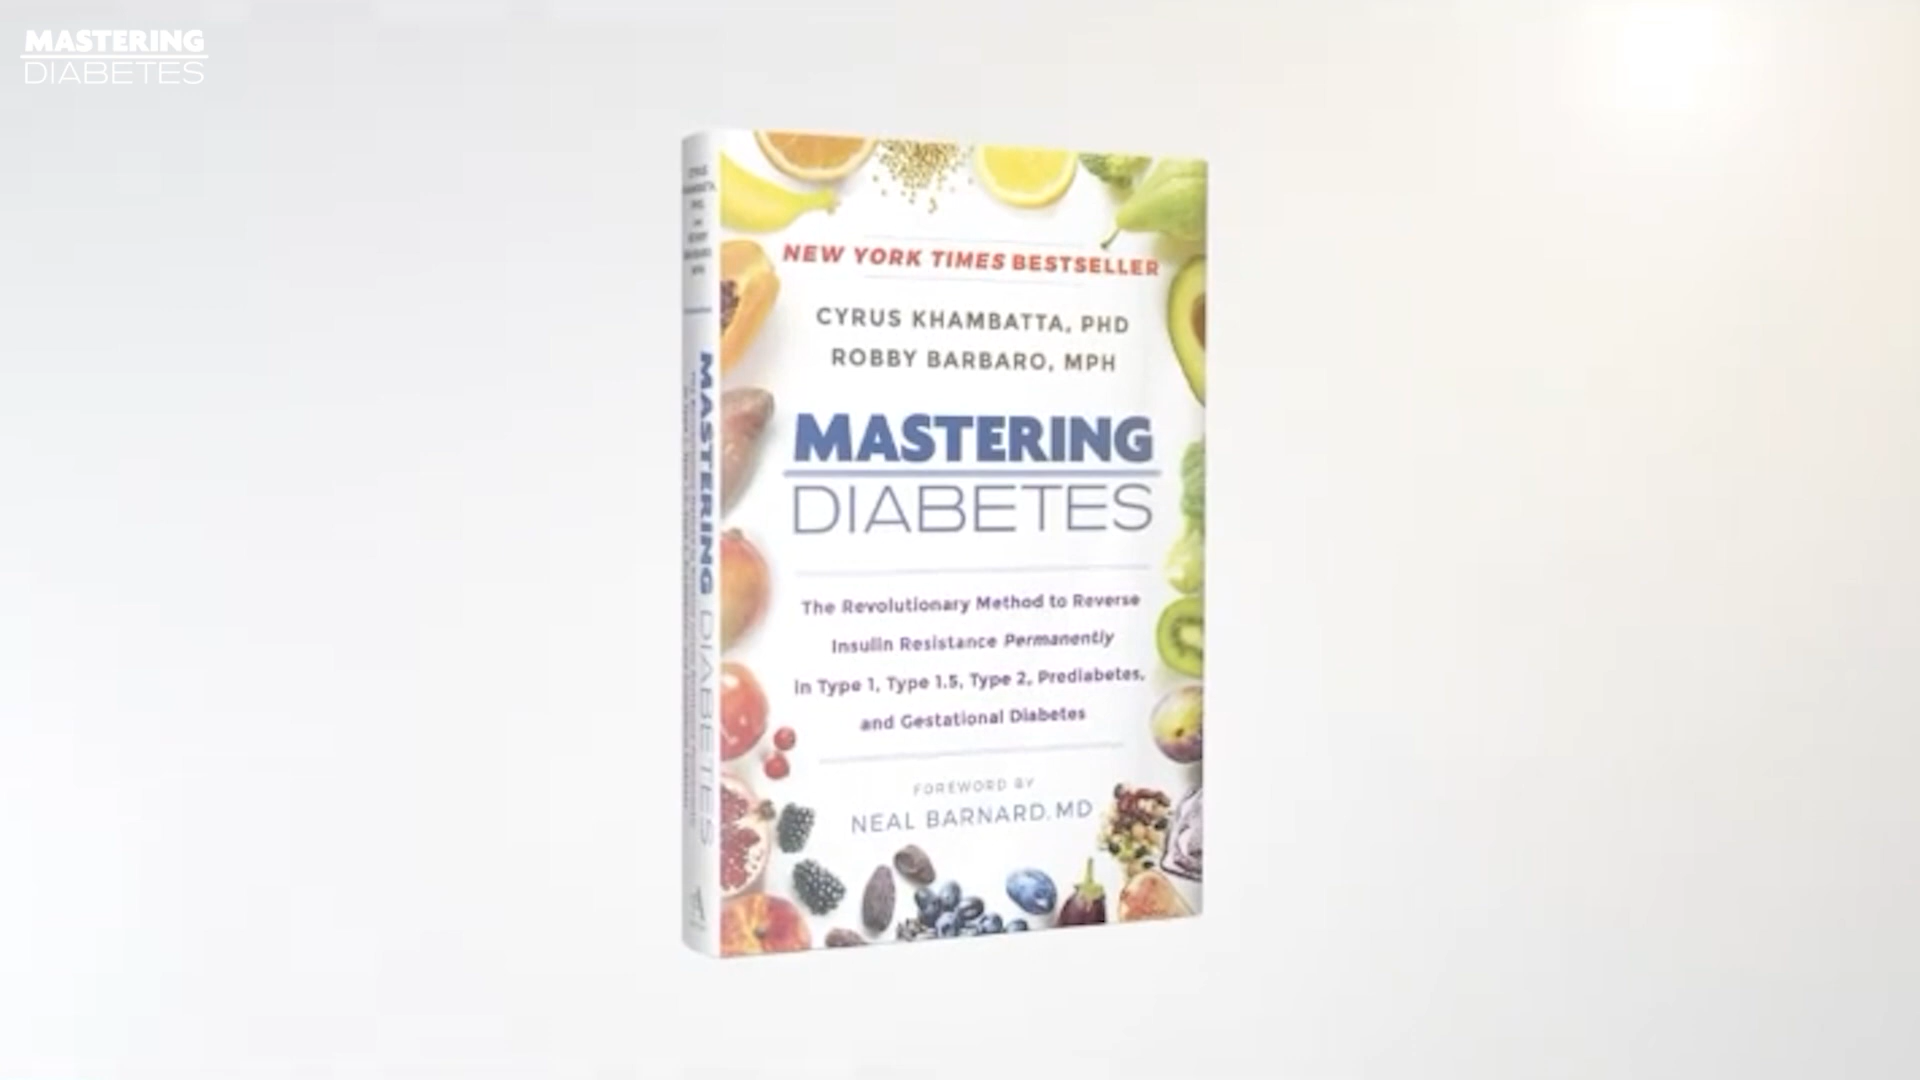 MASTERING
DIABETES
NEW YORK TIMES BESTSELLER
CYRUS KHAMBATTA, PHD
ROBBY BARBARO, MPH
MASTERING
DIABETES
The Revolutionary Method to Reverse
Insulin Resistance Permanently
in Type 1, Type 1.5, Type 2, Prediabetes,
and Gestational Diabetes
FOREWORD BY
NEAL BARNARD, MD
MASTERING DIABETES